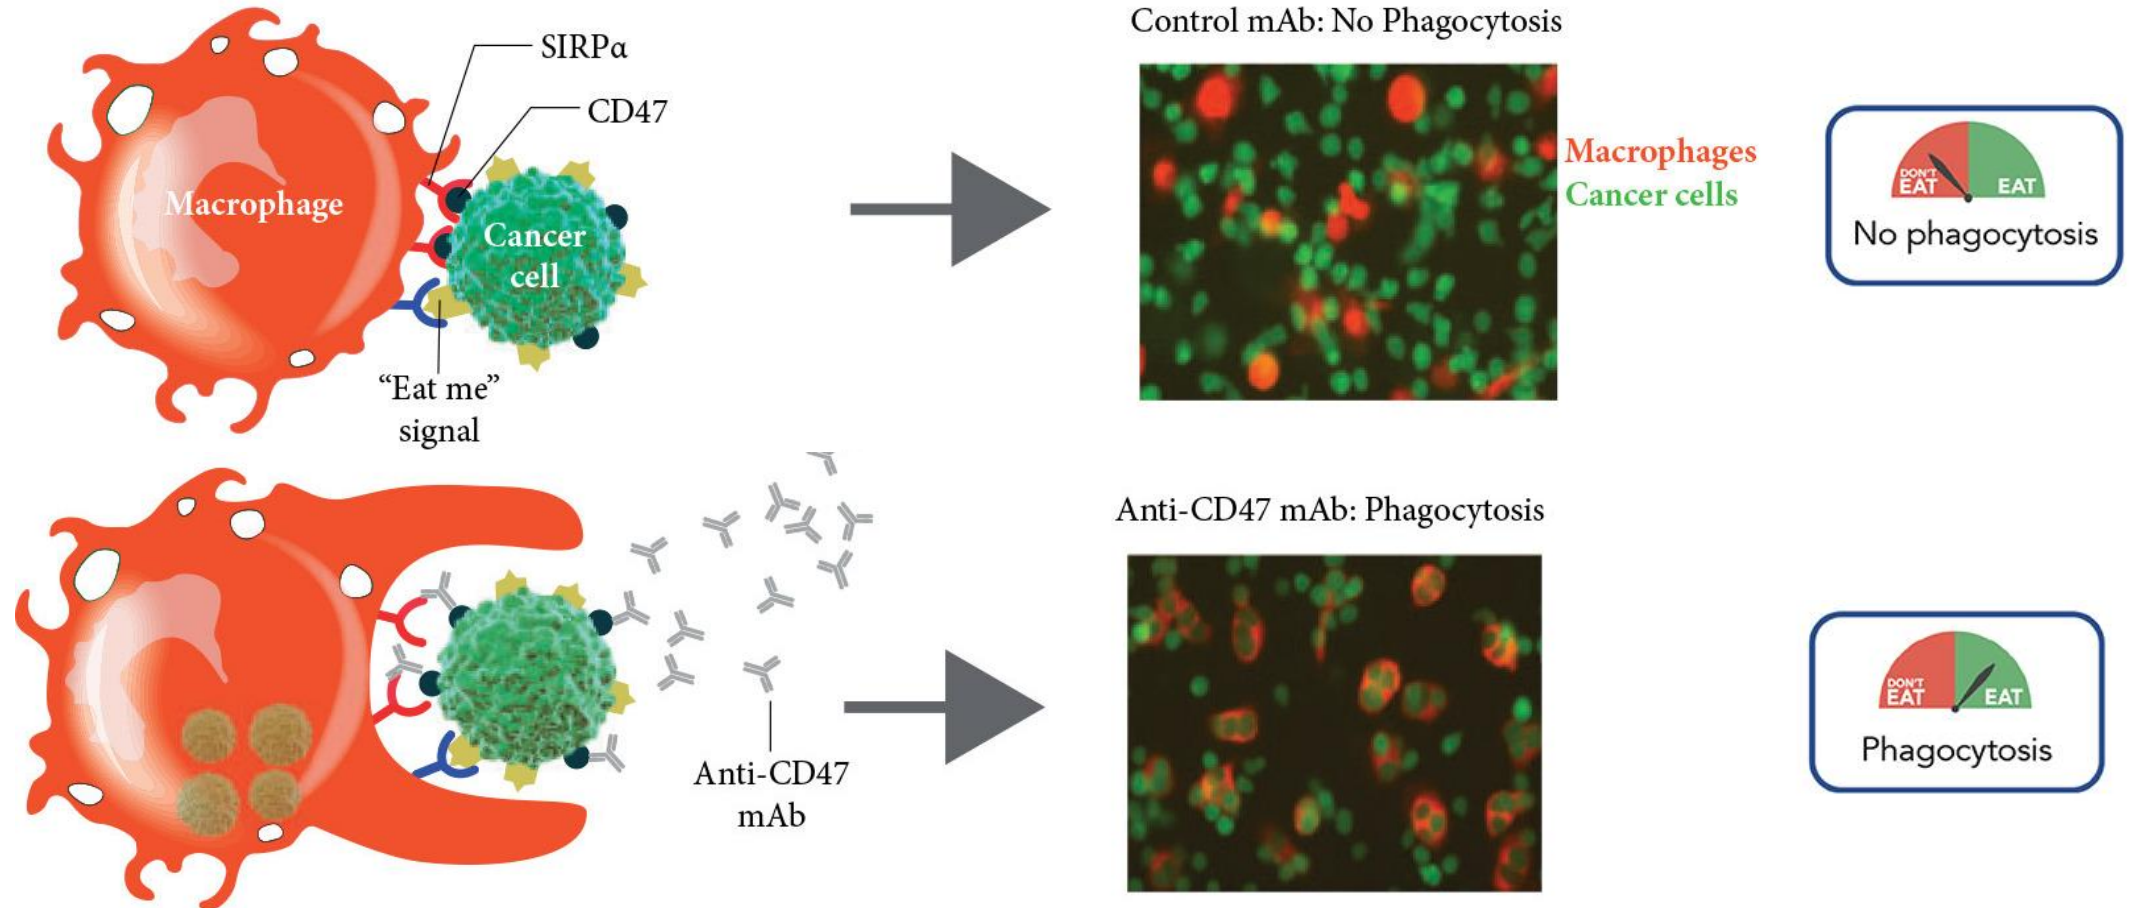 SIRPα
CD47
Macrophage
Cancer
cell
“Eat me”
signal
Control mAb: No Phagocytosis
Macrophages
Cancer cells
DON'T
EAT
EAT
No phagocytosis
Anti-CD47
mAb
Anti-CD47 mAb: Phagocytosis
DON'T
EAT
EAT
Phagocytosis